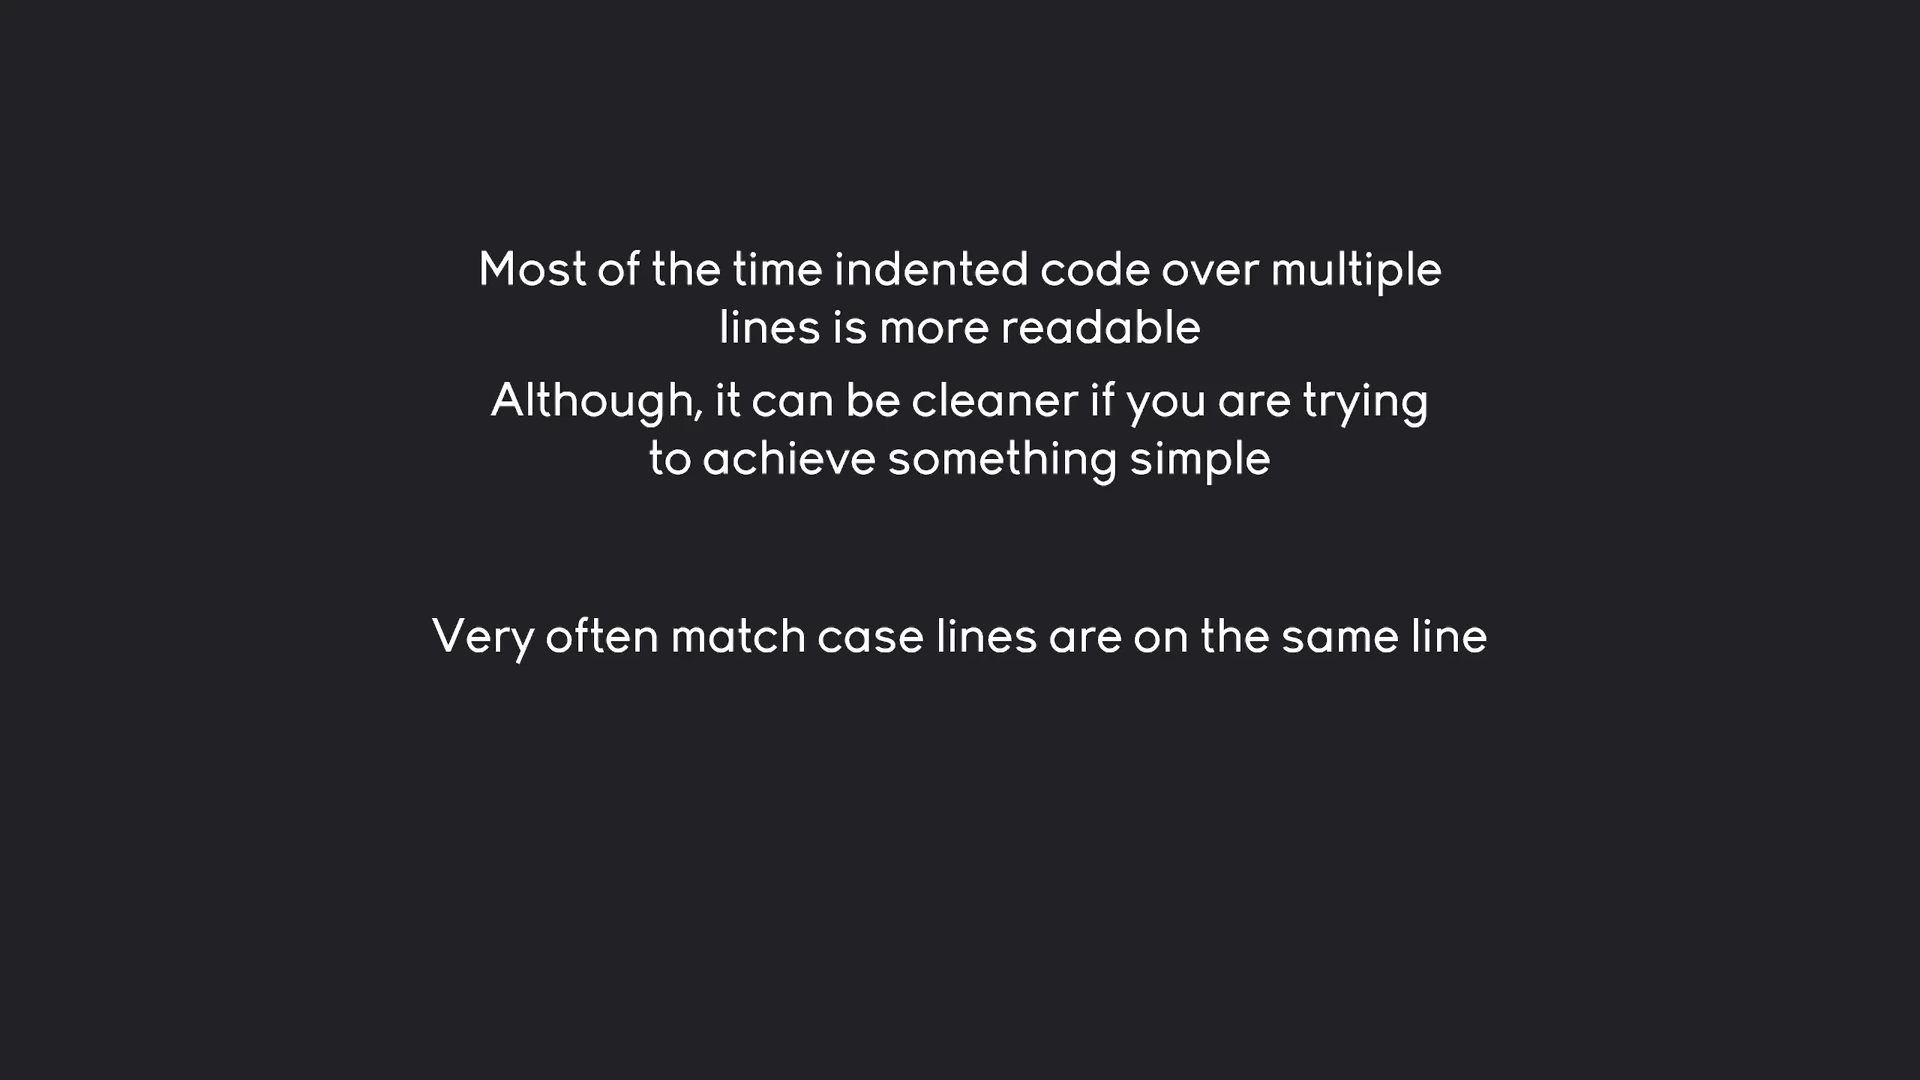 Most of the time indented code over multiple
lines is more readable
Although, it can be cleaner if you are trying
to achieve something simple
Very often match case lines are on the same line